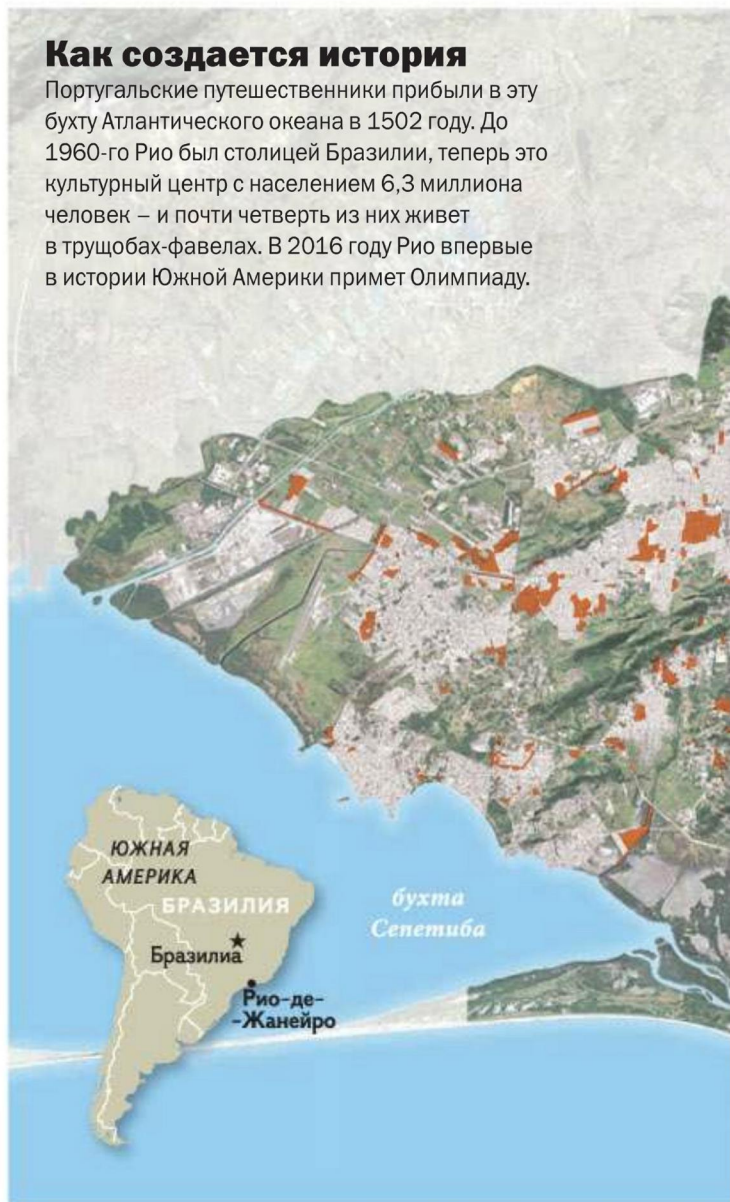 Как создается история
Португальские путешественники прибыли в эту
бухту Атлантического океана в 1502 году. До
1960-го Рио был столицей Бразилии, теперь это
культурный центр с населением 6,3 миллиона
человек – и почти четверть из них живет
в трущобах-фавелах. В 2016 году Рио впервые
в истории Южной Америки примет Олимпиаду.
ЮЖНАЯ
АМЕРИКА
БРАЗИЛИЯ
Бразилиа
Рио-де-
-Жанейро
бухта
Сепетиба